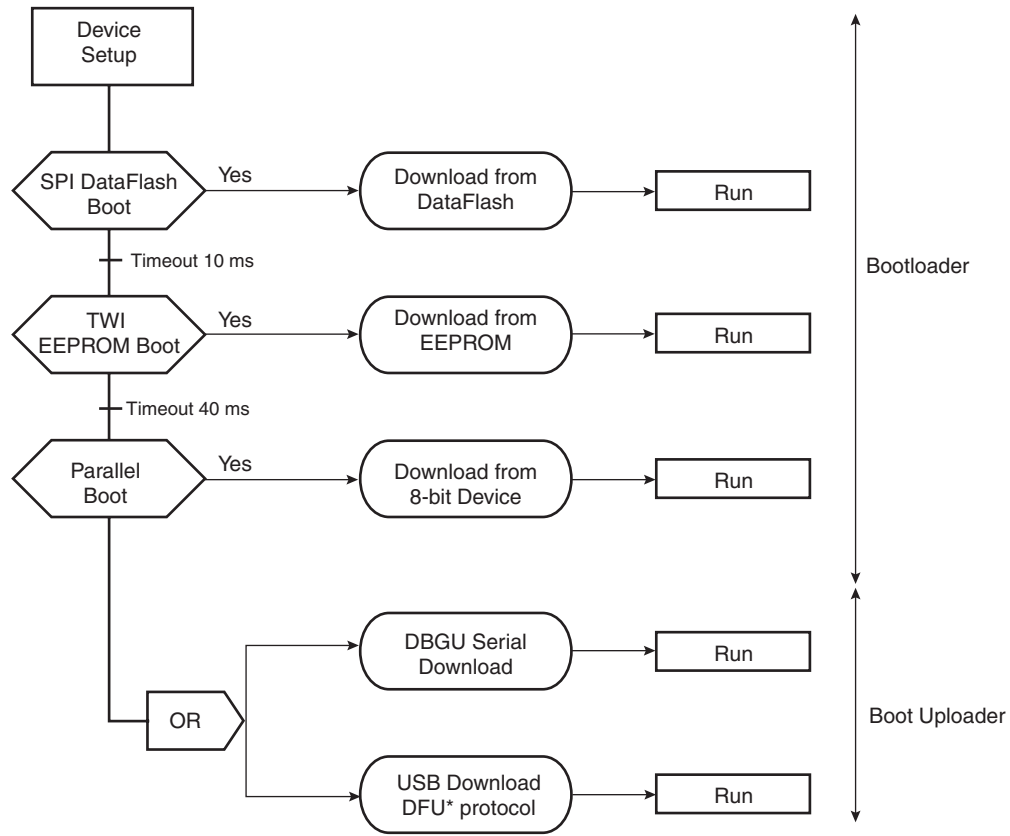 Device
Setup
SPI DataFlash
Boot
Yes
Download from
DataFlash
Run
Timeout 10 ms
Bootloader
TWI
EEPROM Boot
Yes
Download from
EEPROM
Run
Timeout 40 ms
Parallel
Boot
Yes
Download from
8-bit Device
Run
DBGU Serial
Download
Run
OR
Boot Uploader
USB Download
DFU* protocol
Run